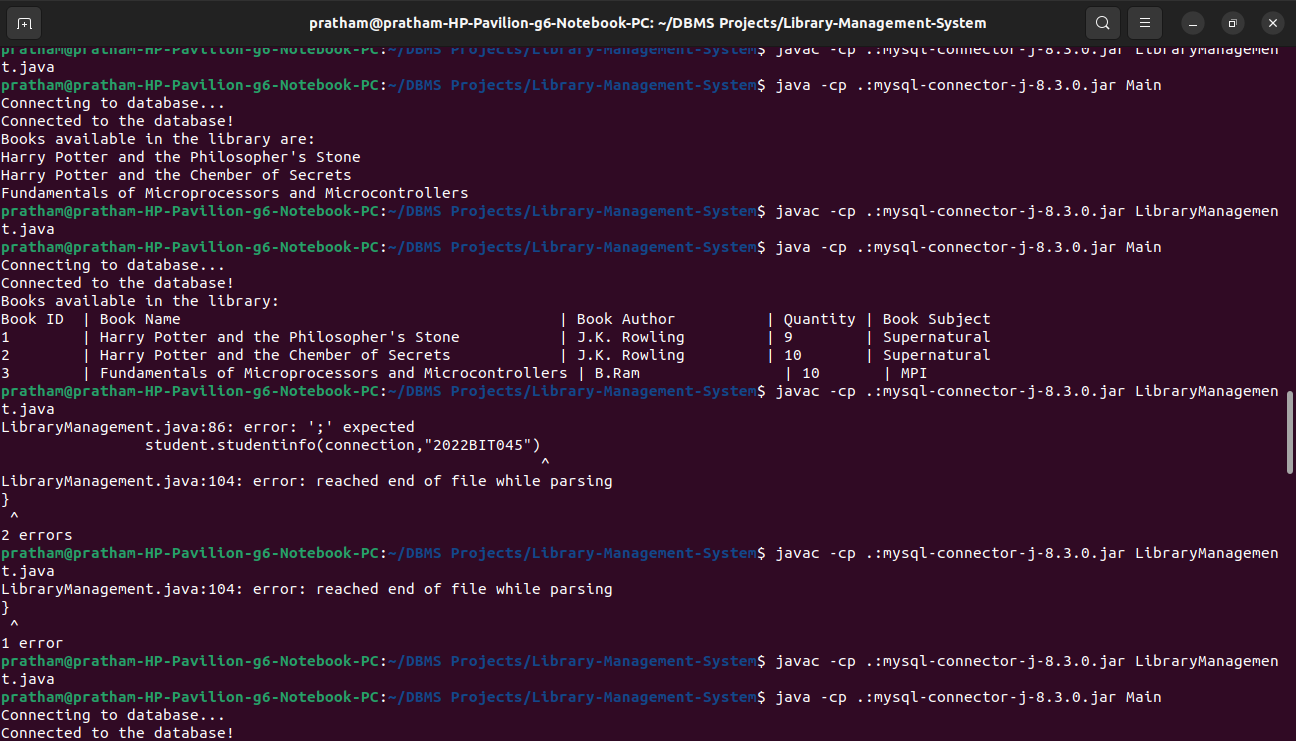 pratham@pratham-HP-Pavilion-g6-Notebook-PC: ~/DBMS Projects/Library-Management-System
pratham@pratham-HP-Pavilion-g6-Notebook-PC:~/DBMS Projects/Library-Management-System$ javac -cp .:mysql-connector-j-8.3.0.jar LibraryManagemen
t.java
pratham@pratham-HP-Pavilion-g6-Notebook-PC:~/DBMS Projects/Library-Management-System$ java -cp .:mysql-connector-j-8.3.0.jar Main
Connecting to database...
Connected to the database!
Books available in the library are:
Harry Potter and the Philosopher's Stone
Harry Potter and the Chember of Secrets
Fundamentals of Microprocessors and Microcontrollers
pratham@pratham-HP-Pavilion-g6-Notebook-PC:~/DBMS Projects/Library-Management-System$ javac -cp .:mysql-connector-j-8.3.0.jar LibraryManagemen
t.java
pratham@pratham-HP-Pavilion-g6-Notebook-PC:~/DBMS Projects/Library-Management-System$ java -cp .:mysql-connector-j-8.3.0.jar Main
Connecting to database...
Connected to the database!
Books available in the library:
Book ID  | Book Name                                          | Book Author          | Quantity | Book Subject
1        | Harry Potter and the Philosopher's Stone           | J.K. Rowling         | 9        | Supernatural
2        | Harry Potter and the Chember of Secrets            | J.K. Rowling         | 10       | Supernatural
3        | Fundamentals of Microprocessors and Microcontrollers | B.Ram                | 10       | MPI
pratham@pratham-HP-Pavilion-g6-Notebook-PC:~/DBMS Projects/Library-Management-System$ javac -cp .:mysql-connector-j-8.3.0.jar LibraryManagemen
t.java
LibraryManagement.java:86: error: ';' expected
                student.studentinfo(connection,"2022BIT045")
                                                            ^
LibraryManagement.java:104: error: reached end of file while parsing
}
 ^
2 errors
pratham@pratham-HP-Pavilion-g6-Notebook-PC:~/DBMS Projects/Library-Management-System$ javac -cp .:mysql-connector-j-8.3.0.jar LibraryManagemen
t.java
LibraryManagement.java:104: error: reached end of file while parsing
}
 ^
1 error
pratham@pratham-HP-Pavilion-g6-Notebook-PC:~/DBMS Projects/Library-Management-System$ javac -cp .:mysql-connector-j-8.3.0.jar LibraryManagemen
t.java
pratham@pratham-HP-Pavilion-g6-Notebook-PC:~/DBMS Projects/Library-Management-System$ java -cp .:mysql-connector-j-8.3.0.jar Main
Connecting to database...
Connected to the database!